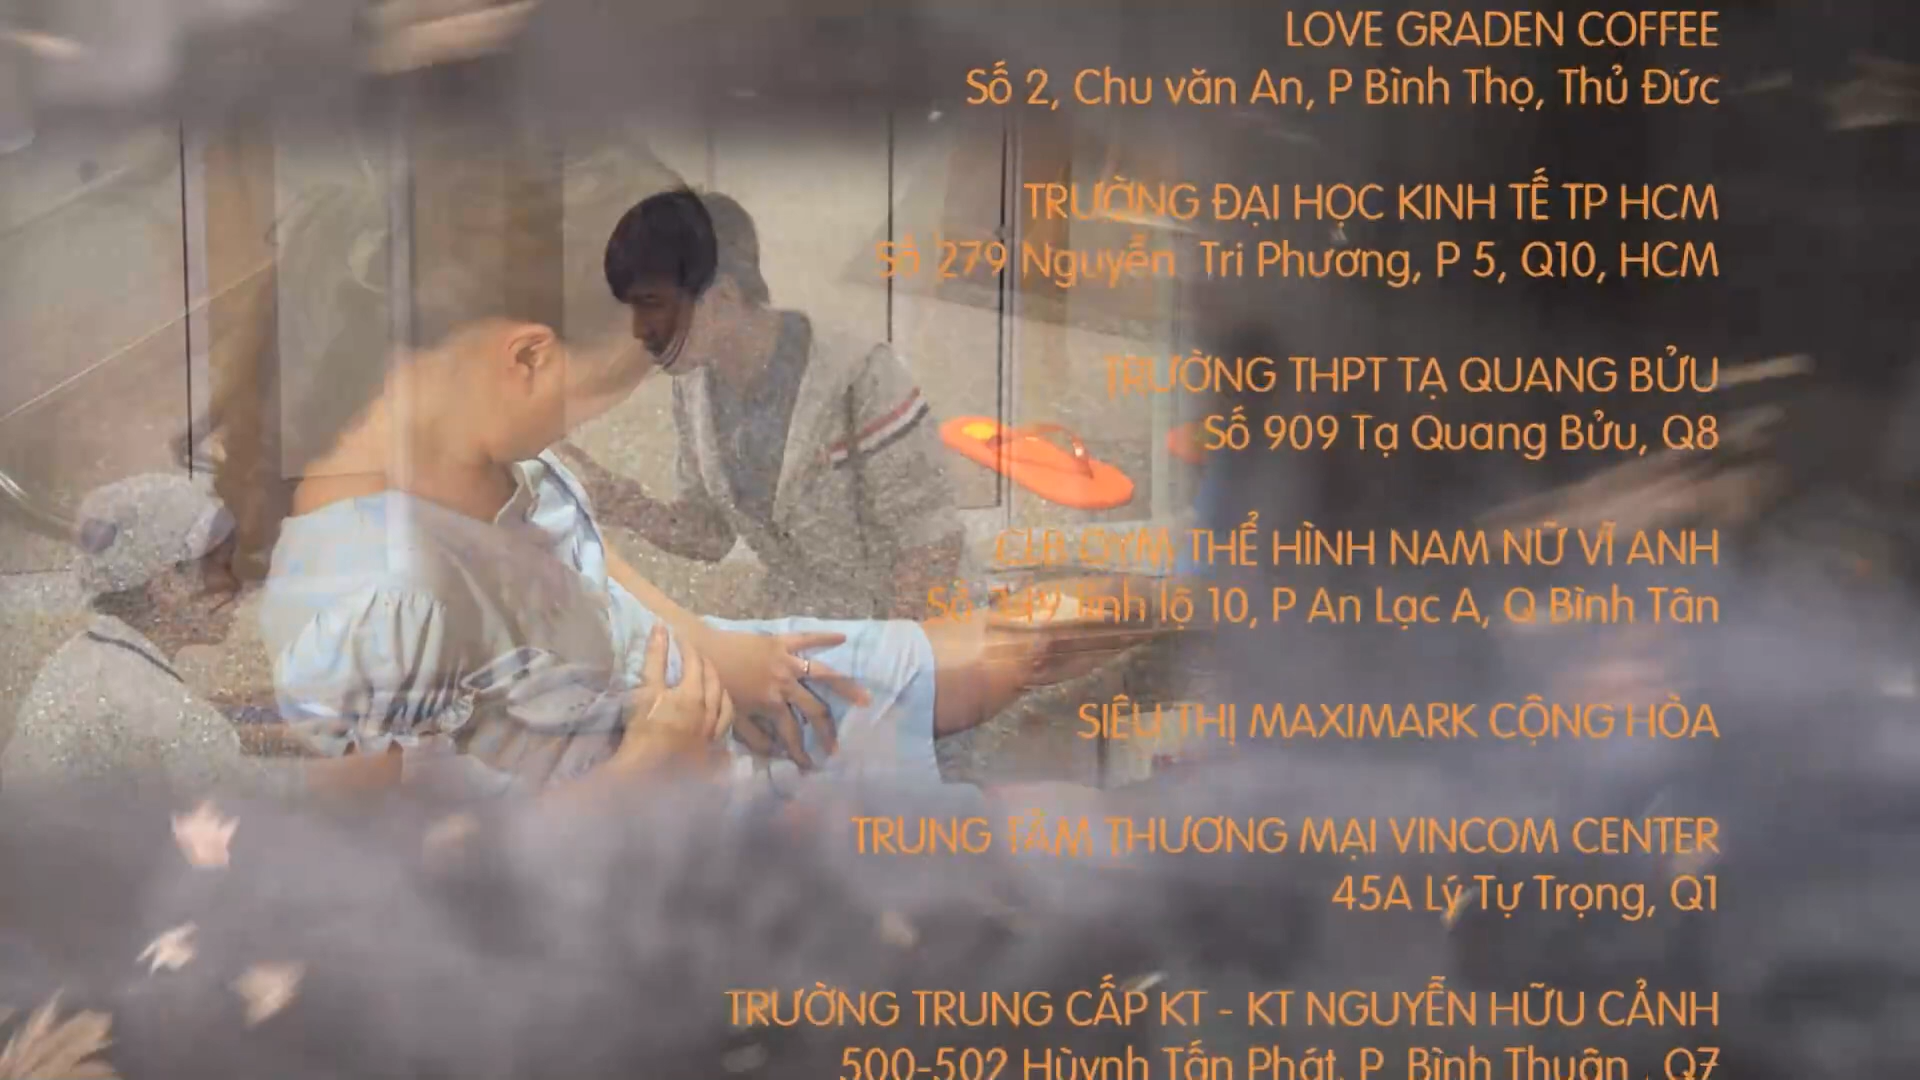 LOVE GRADEN COFFEE
Số 2, Chu văn An, P Bình Thọ, Thủ Đức
TRƯỜNG ĐẠI HỌC KINH TẾ TP HCM
Số 279 Nguyễn Tri Phương, P 5, Q10, HCM
TRƯỜNG THPT TẠ QUANG BỬU
Số 909 Tạ Quang Bửu, Q8
CLB GYM THỂ HÌNH NAM NỮ VĨ ANH
Số tỉnh lộ 10, P An Lạc A, Q Bình Tân
SIÊU THỊ MAXIMARK CỘNG HÒA
TRUNG TÂM THƯƠNG MẠI VINCOM CENTER
45A Lý Tự Trọng, Q1
TRƯỜNG TRUNG CẤP KT - KT NGUYỄN HỮU CẢNH
500-502 Huỳnh Tấn Phát, P Bình Thuận , Q7